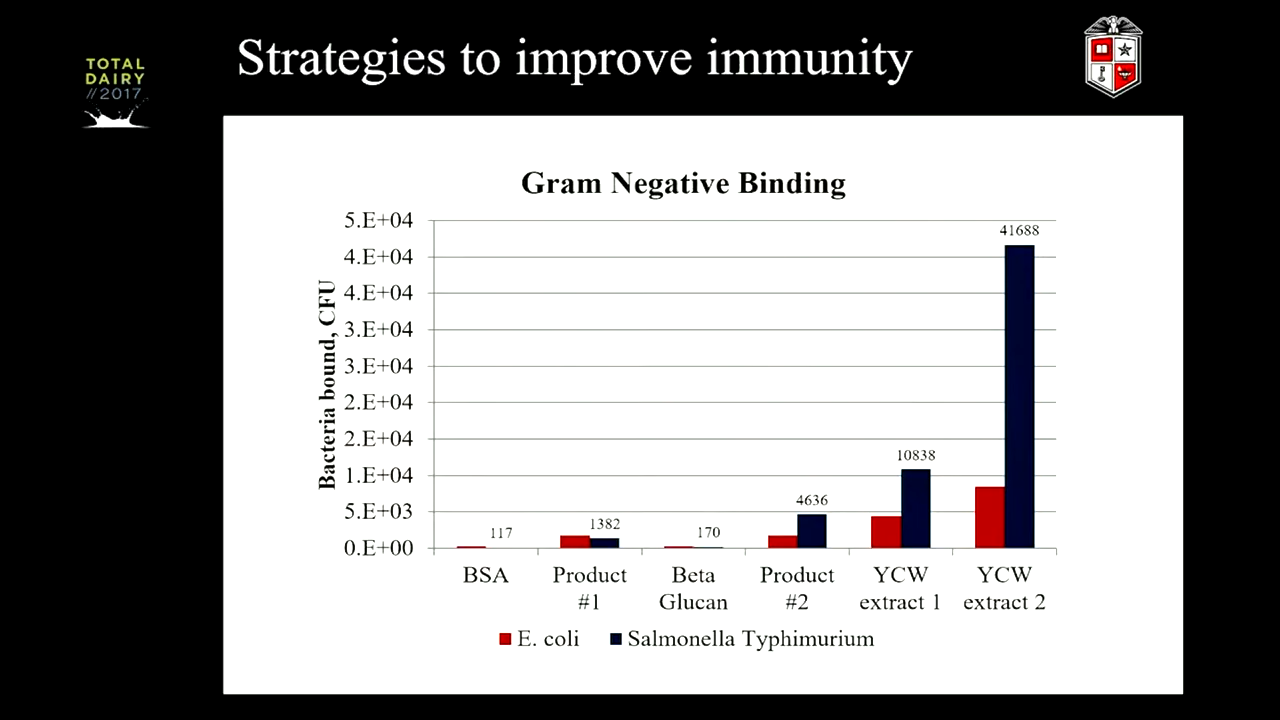 Strategies to improve immunity
TOTAL
DAIRY
//2017
Gram Negative Binding
Bacteria bound, CFU
5.E+04
4.E+04
4.E+04
3.E+04
3.E+04
2.E+04
2.E+04
1.E+04
5.E+03
0.E+00
117
1382
170
4636
10838
41688
BSA
Product
#1
Beta
Glucan
Product
#2
YCW
extract 1
YCW
extract 2
E. coli
Salmonella Typhimurium